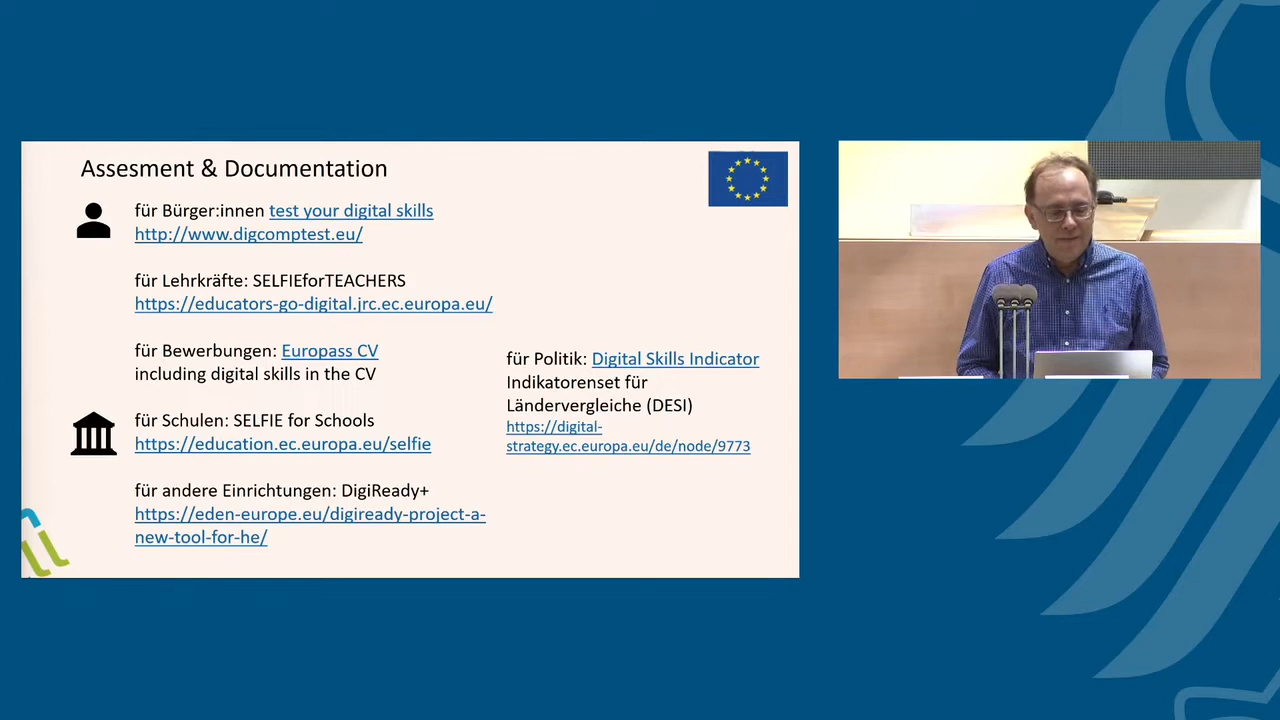 Assesment & Documentation
für Bürger:innen test your digital skills
http://www.digcomptest.eu/
für Lehrkräfte: SELFIEforTEACHERS
https://educators-go-digital.jrc.ec.europa.eu/
für Bewerbungen: Europass CV
including digital skills in the CV
für Schulen: SELFIE for Schools
https://education.ec.europa.eu/selfie
für andere Einrichtungen: DigiReady+
https://eden-europe.eu/digiready-project-a-
new-tool-for-he/
für Politik: Digital Skills Indicator
Indikatorenset für
Ländervergleiche (DESI)
https://digital-
strategy.ec.europa.eu/de/node/9773